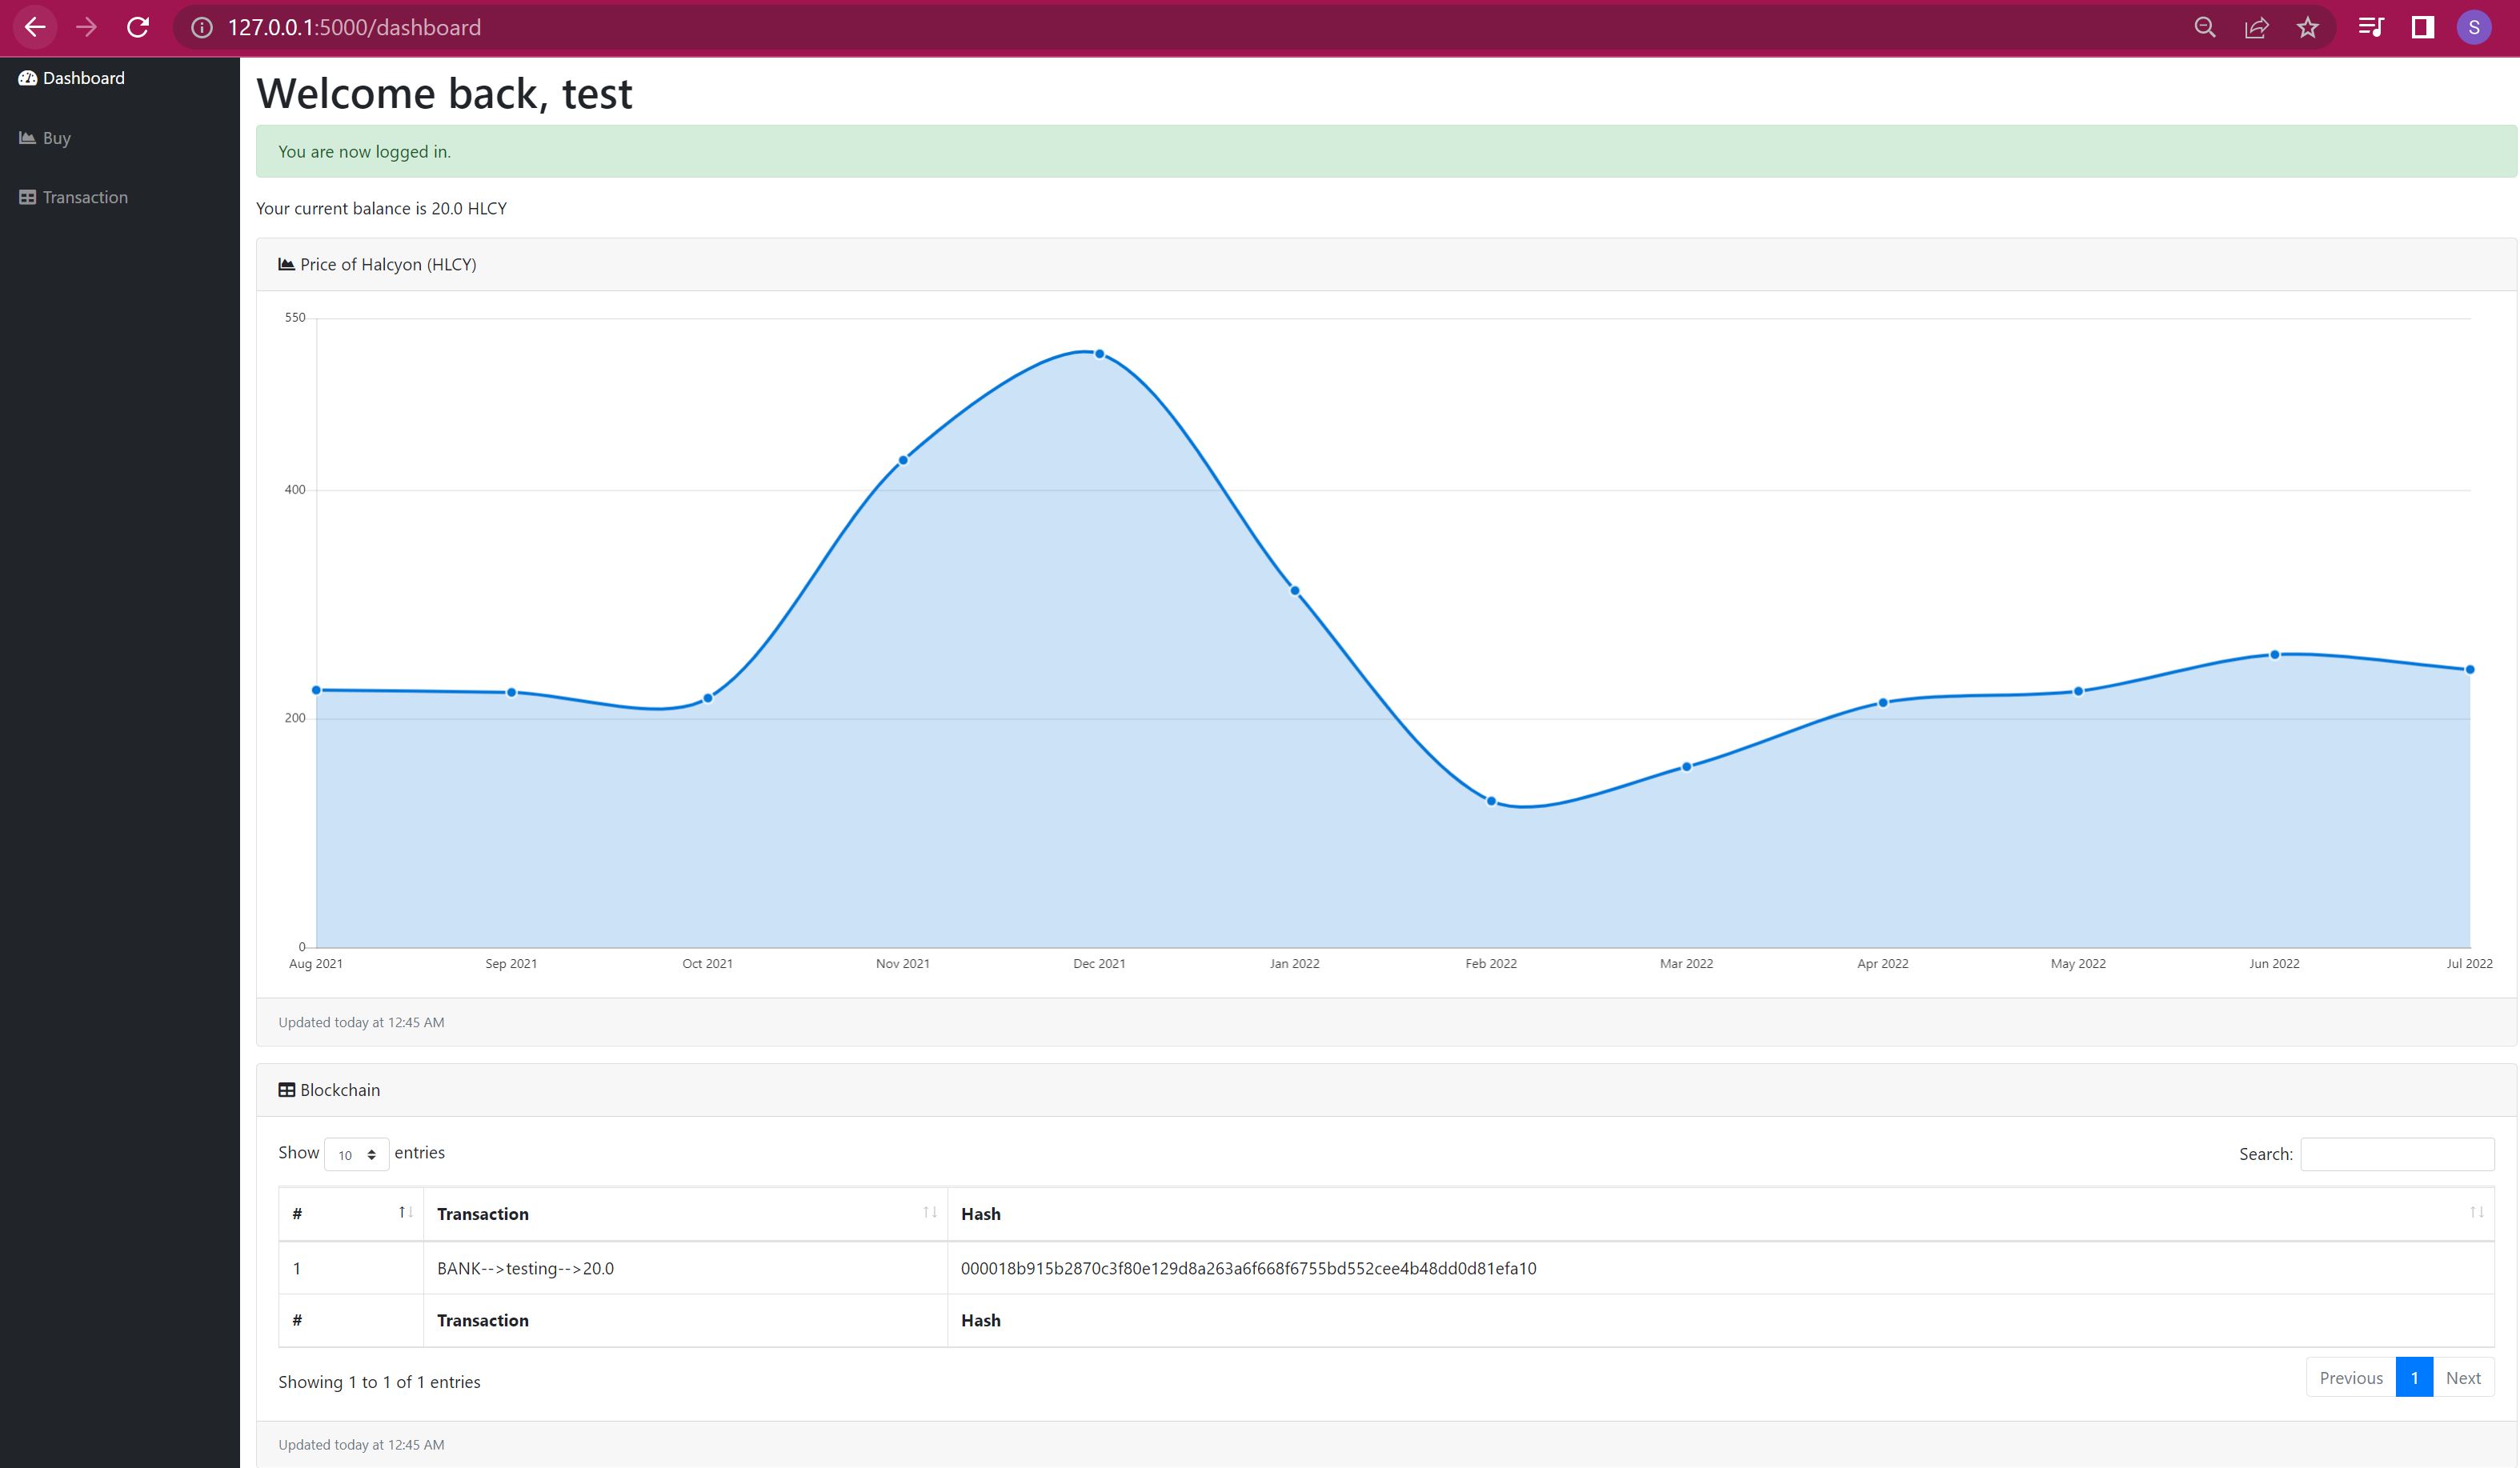 127.0.0.1:5000/dashboard
S
Dashboard
Buy
Transaction
Welcome back, test
You are now logged in.
Your current balance is 20.0 HLCY
Price of Halcyon (HLCY)
550
400
200
0
Aug 2021 Sep 2021 Oct 2021 Nov 2021 Dec 2021 Jan 2022 Feb 2022 Mar 2022 Apr 2022 May 2022 Jun 2022 Jul 2022
Updated today at 12:45 AM
Blockchain
Show 10 entries Search:
# Transaction Hash
1 BANK-->testing-->20.0 000018b915b2870c3f80e129d8a263a6f668f6755bd552cee4b48dd0d81efa10
# Transaction Hash
Showing 1 to 1 of 1 entries Previous 1 Next
Updated today at 12:45 AM